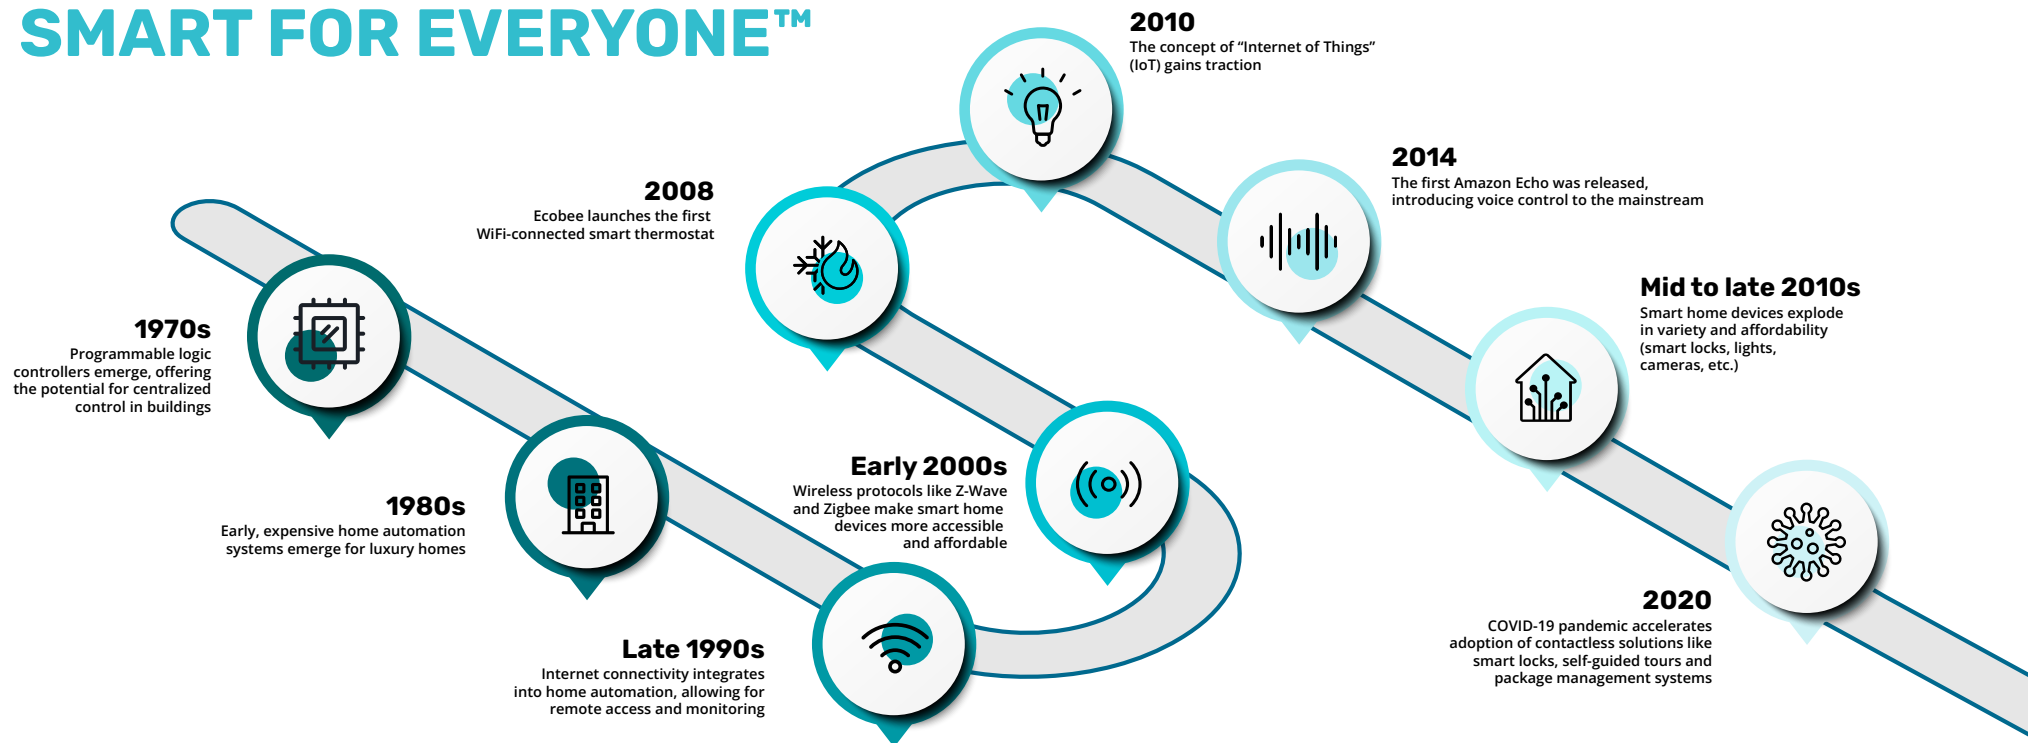 SMART FOR EVERYONE™
1970s
Programmable logic
controllers emerge, offering
the potential for centralized
control in buildings
1980s
Early, expensive home automation
systems emerge for luxury homes
Late 1990s
Internet connectivity integrates
into home automation, allowing for
remote access and monitoring
Early 2000s
Wireless protocols like Z-Wave
and Zigbee make smart home
devices more accessible
and affordable
2008
Ecobee launches the first
WiFi-connected smart thermostat
2010
The concept of “Internet of Things”
(IoT) gains traction
2014
The first Amazon Echo was released,
introducing voice control to the mainstream
Mid to late 2010s
Smart home devices explode
in variety and affordability
(smart locks, lights,
cameras, etc.)
2020
COVID-19 pandemic accelerates
adoption of contactless solutions like
smart locks, self-guided tours and
package management systems